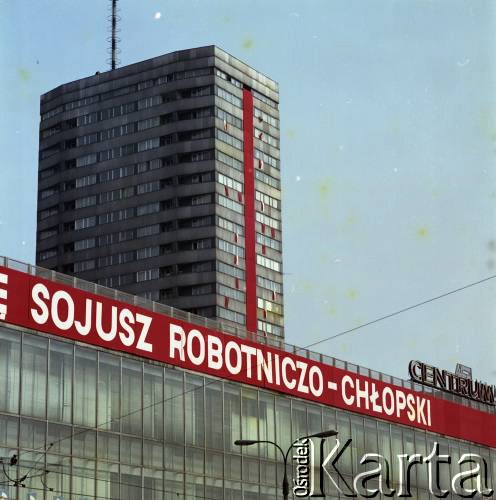 Ę SOJUSZ ROBOTNICZO-CHŁOPSKI
CENTRUM
Ośrodek Karta